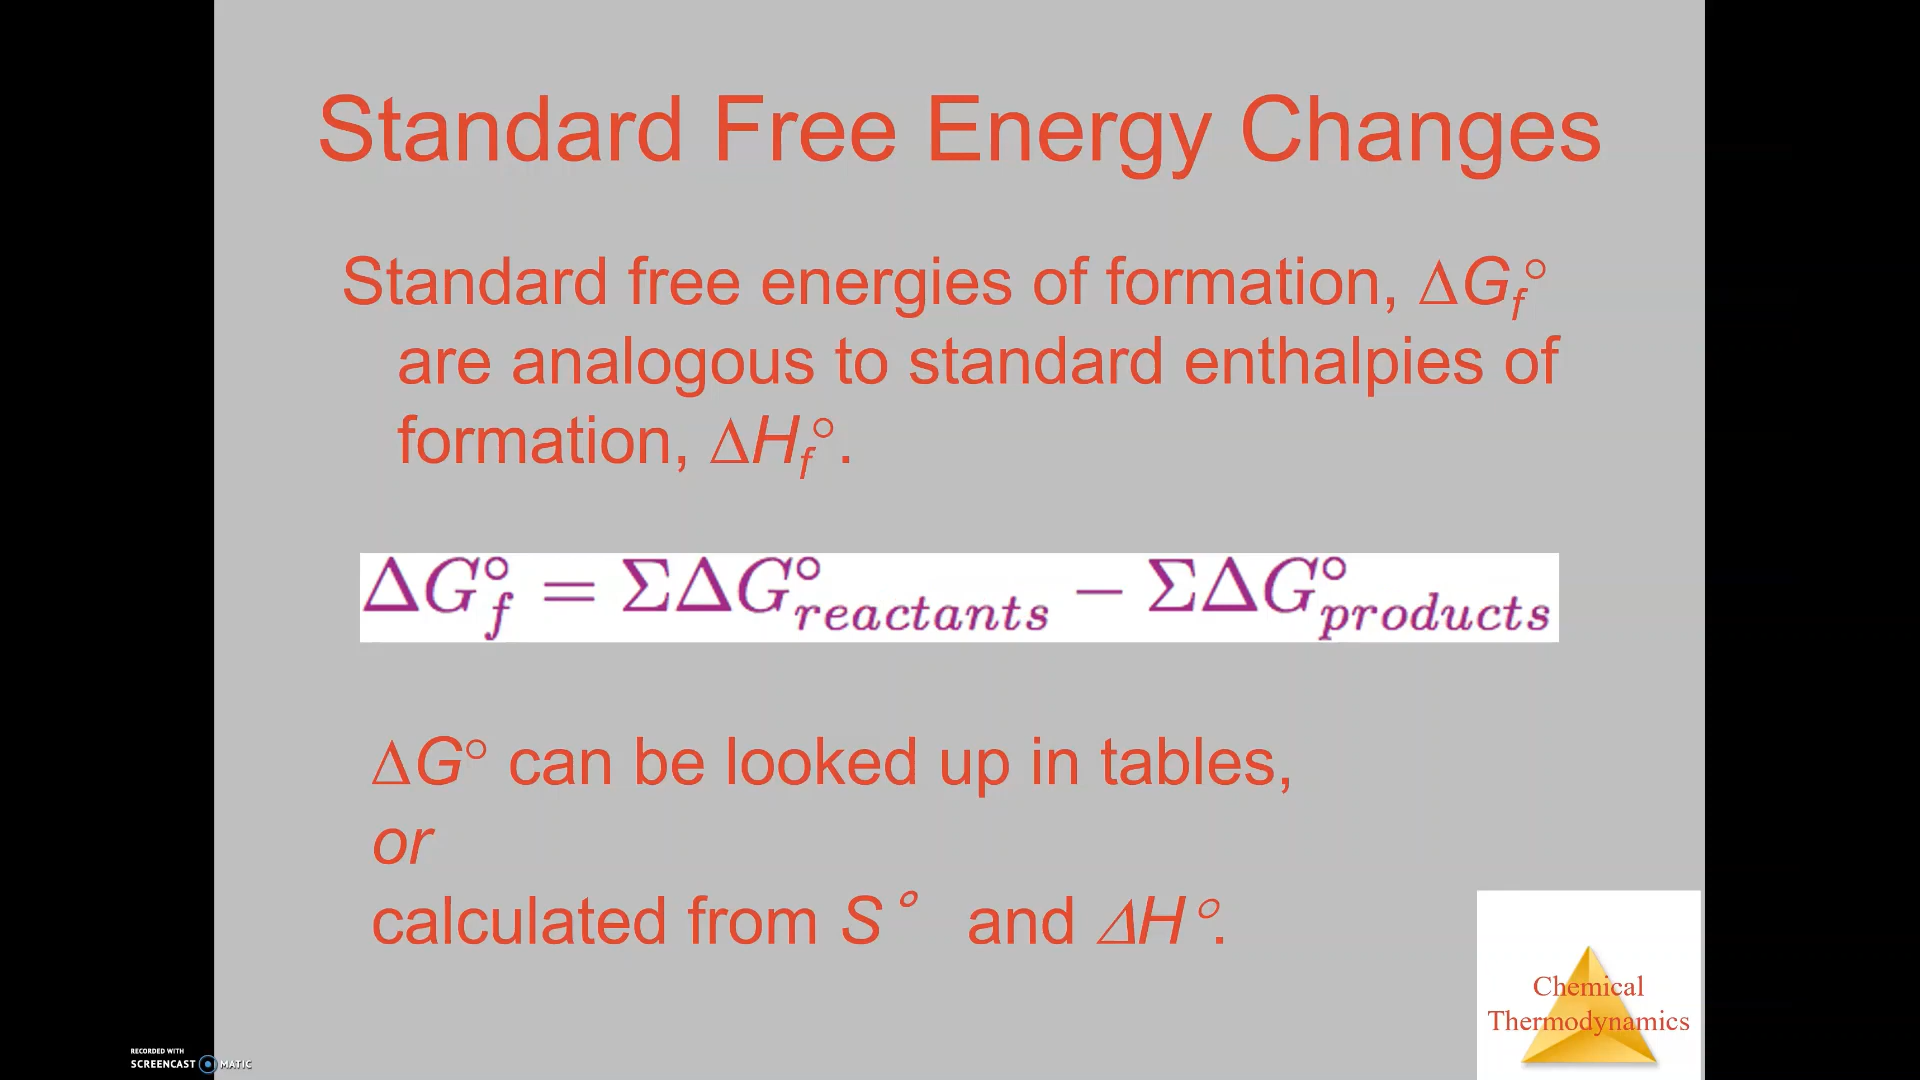 Standard Free Energy Changes
Standard free energies of formation, ΔGf°
are analogous to standard enthalpies of
formation, ΔHf°.
ΔG°f = ΣΔG°reactants − ΣΔG°products
ΔG° can be looked up in tables,
or
calculated from S° and ΔH°.
Chemical
Thermodynamics
RECORDED WITH
SCREENCAST MATIC